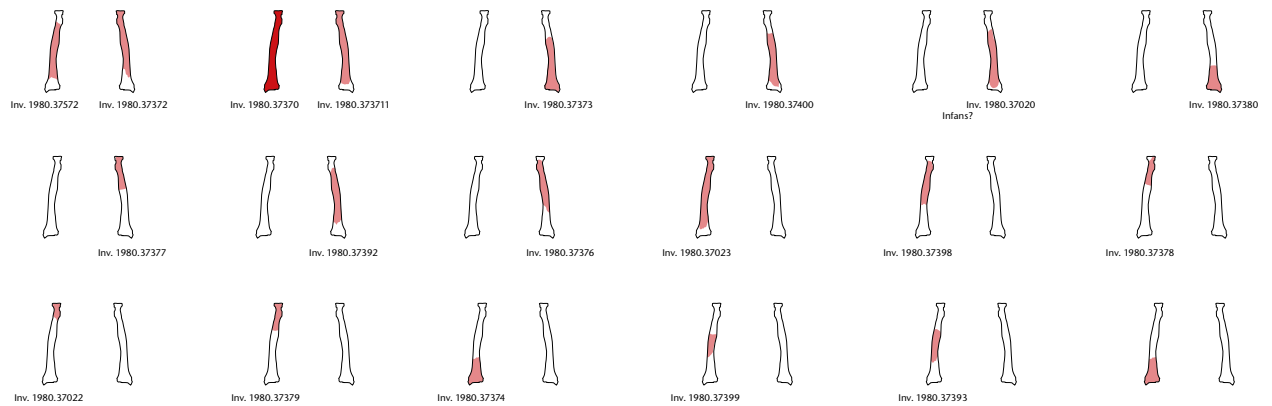 Inv. 1980.37572
Inv. 1980.37372
Inv. 1980.37370
Inv. 1980.373711
Inv. 1980.37373
Inv. 1980.37400
Inv. 1980.37020
Infans?
Inv. 1980.37380
Inv. 1980.37377
Inv. 1980.37392
Inv. 1980.37376
Inv. 1980.37023
Inv. 1980.37398
Inv. 1980.37378
Inv. 1980.37022
Inv. 1980.37379
Inv. 1980.37374
Inv. 1980.37399
Inv. 1980.37393